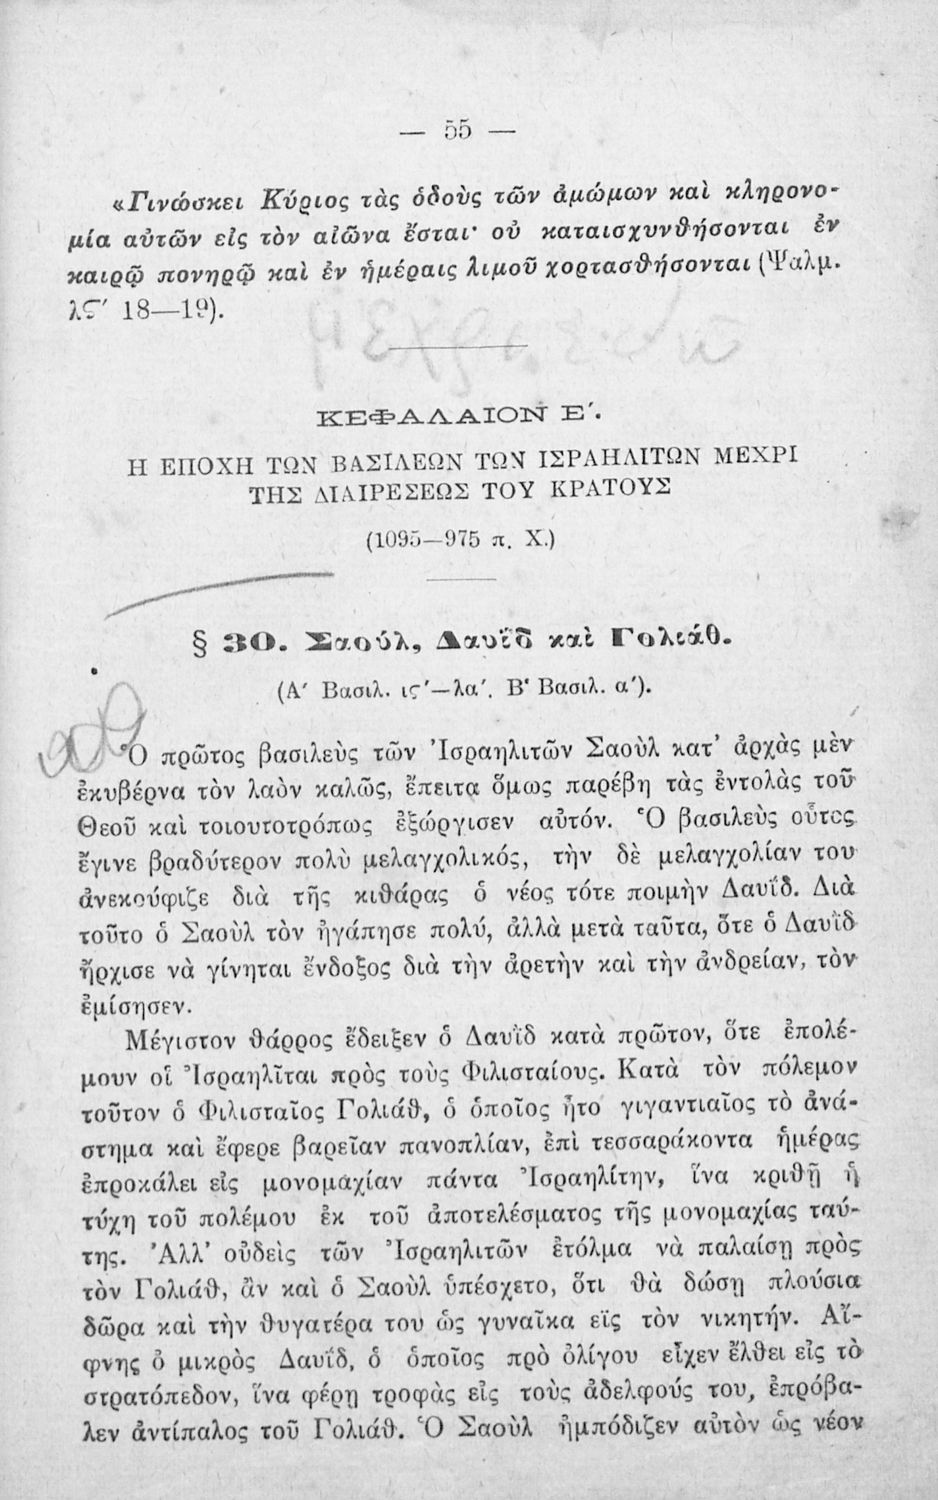 — 55 —
«Γινώσκει Κύριος τὰς ὁδοὺς τῶν ἀμώμων καὶ κληρονο-
μία αὐτῶν εἰς τὸν αἰῶνα ἔσται· οὐ καταισχυνθήσονται ἐν
καιρῷ πονηρῷ καὶ ἐν ἡμέραις λιμοῦ χορτασθήσονται (Ψαλμ.
λϚ′ 18—19).
ΚΕΦΑΛΑΙΟΝ Ε΄.
Η ΕΠΟΧΗ ΤΩΝ ΒΑΣΙΛΕΩΝ ΤΩΝ ΙΣΡΑΗΛΙΤΩΝ ΜΕΧΡΙ
ΤΗΣ ΔΙΑΙΡΕΣΕΩΣ ΤΟΥ ΚΡΑΤΟΥΣ
(1095—975 π. Χ.)
§ 30. Σαούλ, Δαυΐδ καὶ Γολιάθ.
(Α′ Βασιλ. ις′—λα′. Β‘ Βασιλ. α′).
Ὁ πρῶτος βασιλεὺς τῶν Ἰσραηλιτῶν Σαοὺλ κατ’ ἀρχὰς μὲν
ἐκυβέρνα τὸν λαὸν καλῶς, ἔπειτα ὅμως παρέβη τὰς ἐντολὰς τοῦ
Θεοῦ καὶ τοιουτοτρόπως ἐξώργισεν αὐτόν. Ὁ βασιλεὺς οὗτος
ἔγινε βραδύτερον πολὺ μελαγχολικός, τὴν δὲ μελαγχολίαν του
ἀνεκούφιζε διὰ τῆς κιθάρας ὁ νέος τότε ποιμὴν Δαυΐδ. Διὰ
τοῦτο ὁ Σαοὺλ τὸν ἠγάπησε πολύ, ἀλλὰ μετὰ ταῦτα, ὅτε ὁ Δαυῒδ
ἤρχισε νὰ γίνηται ἔνδοξος διὰ τὴν ἀρετὴν καὶ τὴν ἀνδρείαν, τὸν
ἐμίσησεν.
Μέγιστον θάρρος ἔδειξεν ὁ Δαυῒδ κατὰ πρῶτον, ὅτε ἐπολέ-
μουν οἱ Ἰσραηλῖται πρὸς τοὺς Φιλισταίους. Κατὰ τὸν πόλεμον
τοῦτον ὁ Φιλισταῖος Γολιάθ, ὁ ὁποῖος ἦτο γιγαντιαῖος τὸ ἀνά-
στημα καὶ ἔφερε βαρεῖαν πανοπλίαν, ἐπὶ τεσσαράκοντα ἡμέρας
ἐπροκάλει εἰς μονομαχίαν πάντα Ἰσραηλίτην, ἵνα κριθῇ ἡ
τύχη τοῦ πολέμου ἐκ τοῦ ἀποτελέσματος τῆς μονομαχίας ταύ-
της. Ἀλλ’ οὐδεὶς τῶν Ἰσραηλιτῶν ἐτόλμα νὰ παλαίσῃ πρὸς
τὸν Γολιάθ, ἂν καὶ ὁ Σαοὺλ ὑπέσχετο, ὅτι θὰ δώσῃ πλούσια
δῶρα καὶ τὴν θυγατέρα του ὡς γυναῖκα εἰς τὸν νικητήν. Αἴ-
φνης ὁ μικρὸς Δαυΐδ, ὁ ὁποῖος πρὸ ὀλίγου εἶχεν ἔλθει εἰς τὸ
στρατόπεδον, ἵνα φέρῃ τροφὰς εἰς τοὺς ἀδελφούς του, ἐπρόβα-
λεν ἀντίπαλος τοῦ Γολιάθ. Ὁ Σαοὺλ ἠμπόδιζεν αὐτὸν ὡς νέον